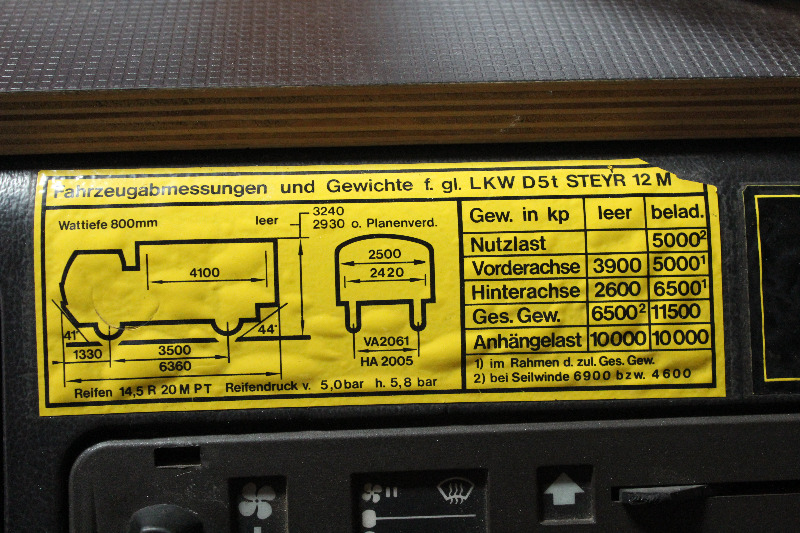 Fahrzeugabmessungen und Gewichte f. gl. LKW D5t STEYR 12 M
Wattiefe 800mm
leer
3240
2930 o. Planenverd.
4100
41°
44°
1330
3500
6360
2500
2420
VA2061
HA 2005
Reifen 14,5 R 20 M PT Reifendruck v. 5,0 bar h. 5,8 bar
Gew. in kp leer belad.
Nutzlast 5000²
Vorderachse 3900 5000¹
Hinterachse 2600 6500¹
Ges. Gew. 6500² 11500
Anhängelast 10000 10000
1) im Rahmen d. zul. Ges. Gew.
2) bei Seilwinde 6900 bzw. 4600